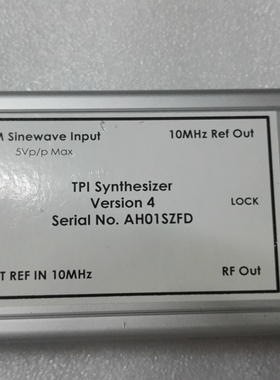 M Sinewave Input 10MHz Ref Out
5Vp/p Max
TPI Synthesizer
Version 4
LOCK
Serial No. AH01SZFD
T REF IN 10MHz RF Out